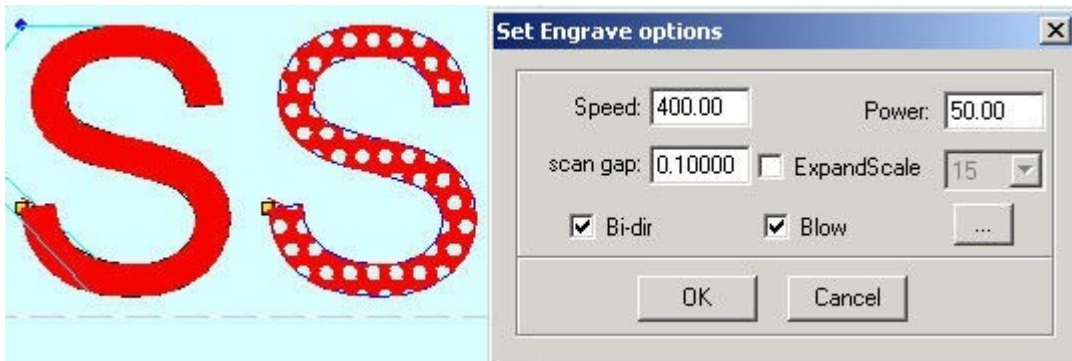 S S
Set Engrave options
Speed: 400.00 Power: 50.00
scan gap: 0.10000 ExpandScale 15
Bi-dir Blow ...
OK Cancel